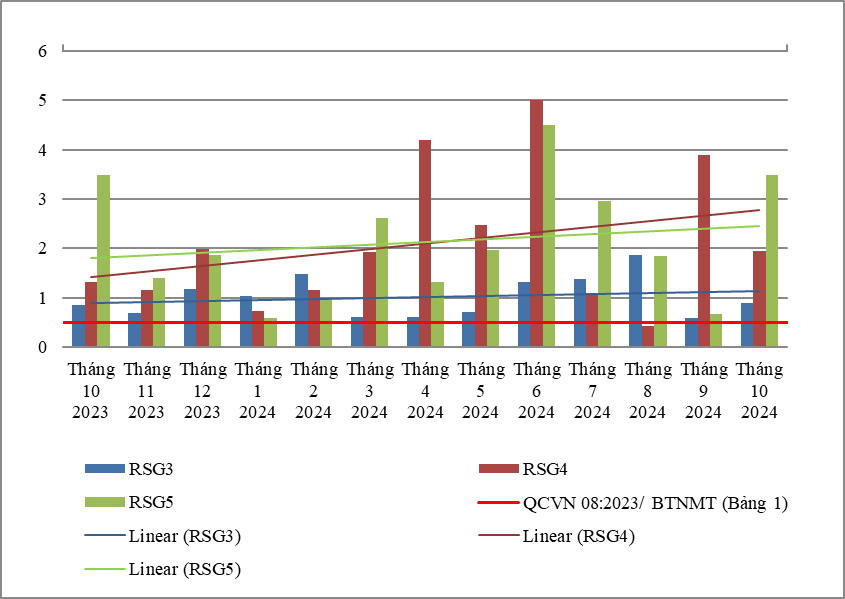 6
5
4
3
2
1
0
Tháng Tháng Tháng Tháng Tháng Tháng Tháng Tháng Tháng Tháng Tháng Tháng Tháng
10 11 12 1 2 3 4 5 6 7 8 9 10
2023 2023 2023 2024 2024 2024 2024 2024 2024 2024 2024 2024 2024
RSG3 RSG4
RSG5 QCVN 08:2023/ BTNMT (Bảng 1)
Linear (RSG3) Linear (RSG4)
Linear (RSG5)